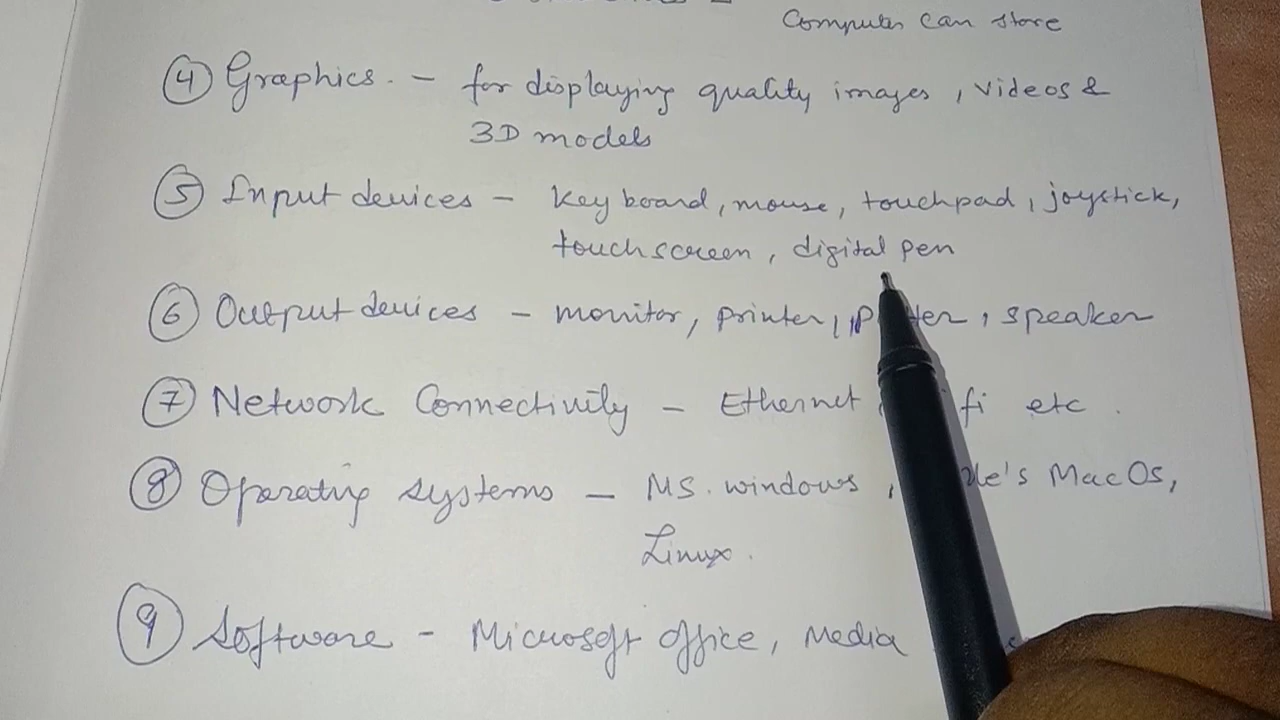 Computer can store
④ Graphics. - for displaying quality images, videos &
3D models
⑤ Input devices - Keyboard, mouse, touchpad, joystick,
touch screen, digital pen
⑥ Output devices - monitor, printer, speaker
⑦ Network Connectivity - Ethernet fi etc.
⑧ Operating systems - MS. windows, MacOs,
Linux.
⑨ Software - Microsoft office, Media